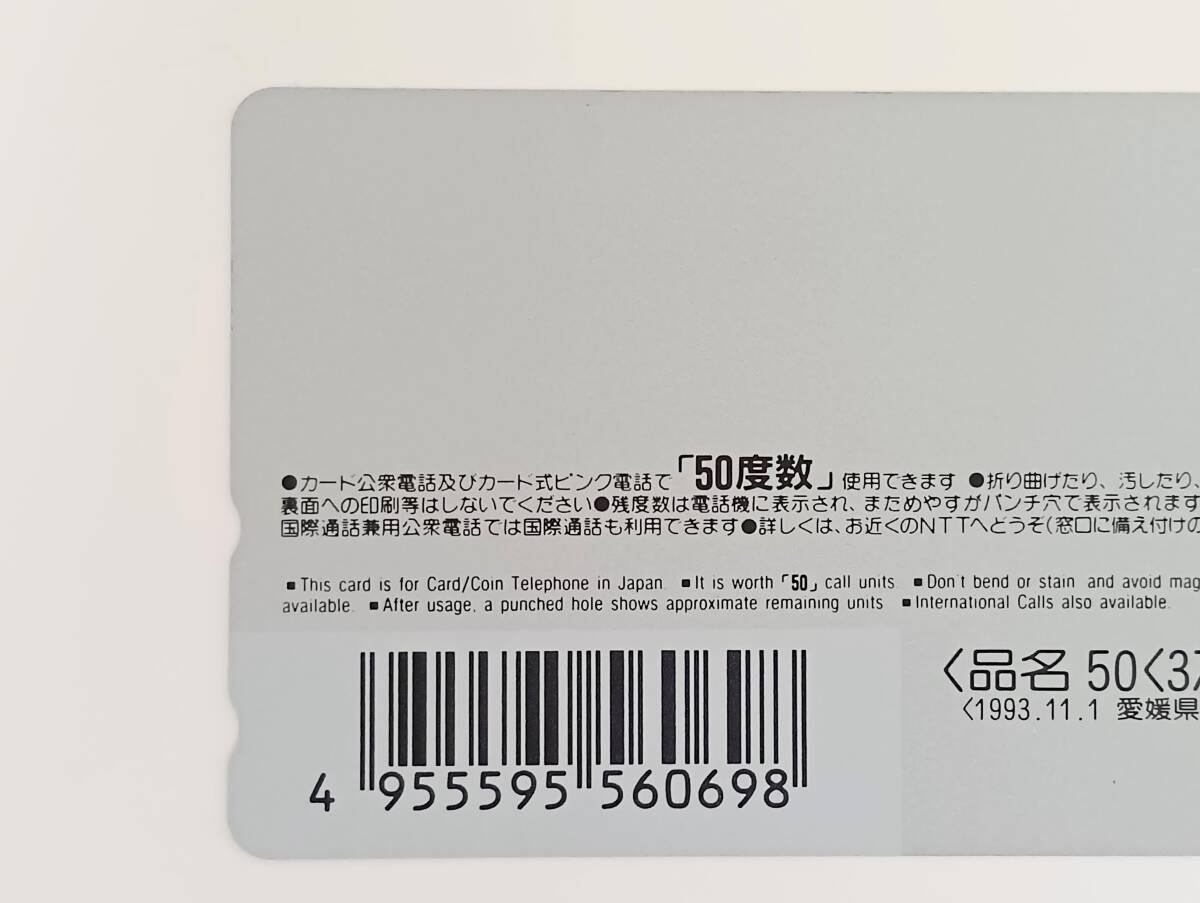 ●カード公衆電話及びカード式ピンク電話で「50度数」使用できます ●折り曲げたり、汚したり、
裏面への印刷等はしないでください●残度数は電話機に表示され、まためやすがパンチ穴で表示されます
国際通話兼用公衆電話では国際通話も利用できます●詳しくは、お近くのNTTへどうぞ(窓口に備え付けの
■This card is for Card/Coin Telephone in Japan. ■It is worth「50」call units. ■Don't bend or stain and avoid mag
available. ■After usage, a punched hole shows approximate remaining units. ■International Calls also available.
〈品名 50〈37
〈1993.11.1 愛媛県
4 955595 560698